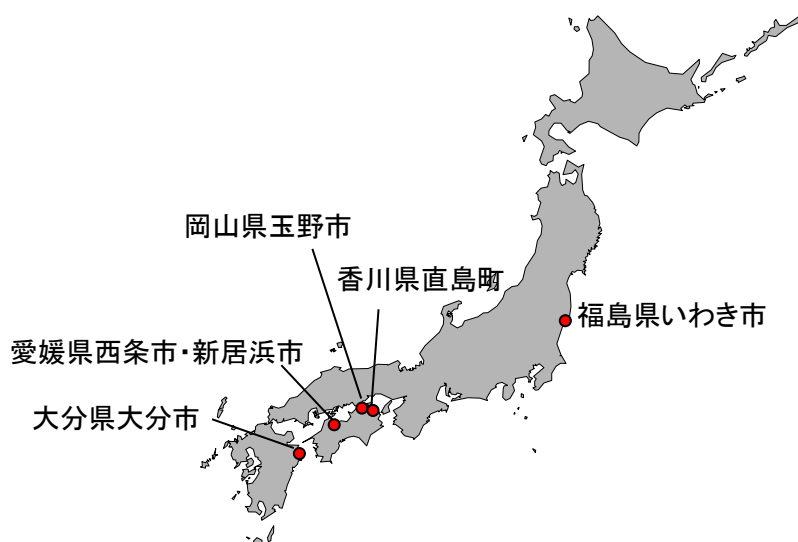 岡山県玉野市
香川県直島町
福島県いわき市
愛媛県西条市・新居浜市
大分県大分市